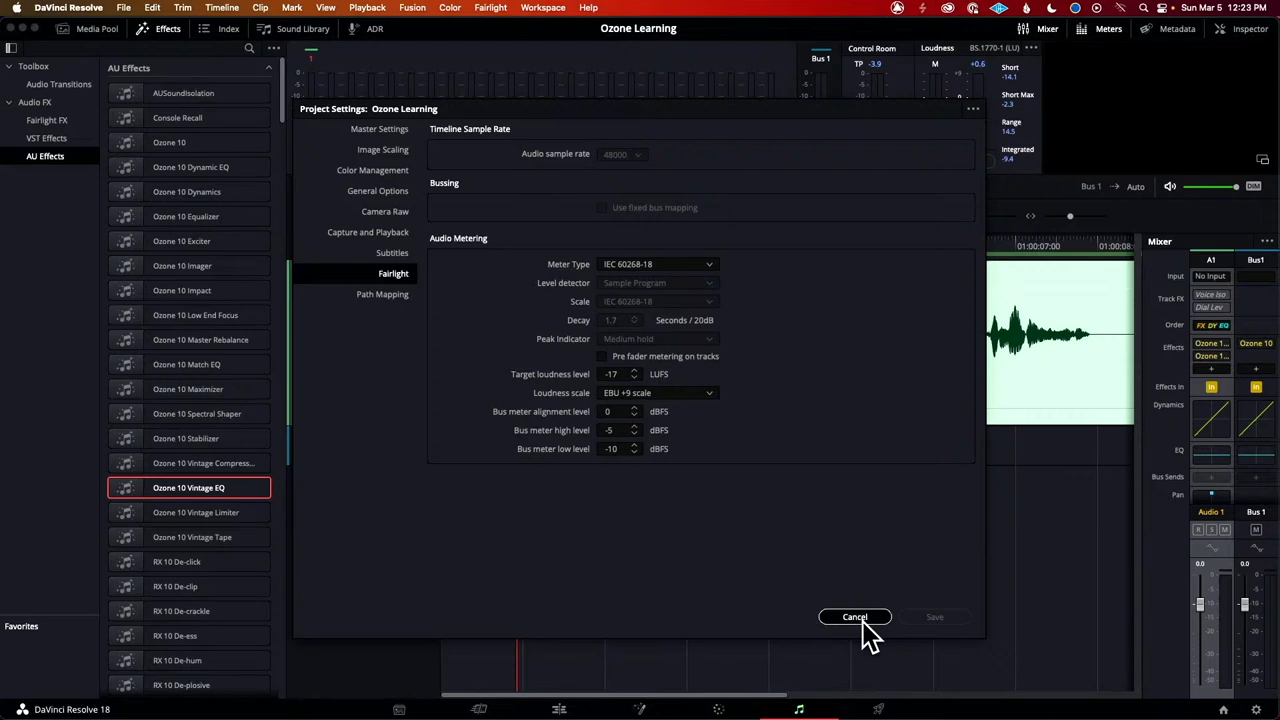 DaVinci Resolve File Edit Trim Timeline Clip Mark View Playback Fusion Color Fairlight Workspace Help Sun Mar 5 12:23 PM
Media Pool Effects Index Sound Library ADR Ozone Learning Mixer Meters Metadata Inspector
Toolbox
Audio Transitions
Audio FX
Fairlight FX
VST Effects
AU Effects
Favorites
AU Effects
AUSoundIsolation
Console Recall
Ozone 10
Ozone 10 Dynamic EQ
Ozone 10 Dynamics
Ozone 10 Equalizer
Ozone 10 Exciter
Ozone 10 Imager
Ozone 10 Impact
Ozone 10 Low End Focus
Ozone 10 Master Rebalance
Ozone 10 Match EQ
Ozone 10 Maximizer
Ozone 10 Spectral Shaper
Ozone 10 Stabilizer
Ozone 10 Vintage Compress...
Ozone 10 Vintage EQ
Ozone 10 Vintage Limiter
Ozone 10 Vintage Tape
RX 10 De-click
RX 10 De-clip
RX 10 De-crackle
RX 10 De-ess
RX 10 De-hum
RX 10 De-plosive
1
Bus 1
Control Room
TP -3.9
Loudness BS.1770-1 (LU)
M +0.6
+9
Short
-14.1
Short Max
-2.3
Range
14.5
Integrated
-9.4
Bus 1 Auto DIM
01:00:07:00 01:00:08:
Project Settings: Ozone Learning
Master Settings
Image Scaling
Color Management
General Options
Camera Raw
Capture and Playback
Subtitles
Fairlight
Path Mapping
Timeline Sample Rate
Audio sample rate 48000
Bussing
Use fixed bus mapping
Audio Metering
Meter Type IEC 60268-18
Level detector Sample Program
Scale IEC 60268-18
Decay 1.7 Seconds / 20dB
Peak Indicator Medium hold
Pre fader metering on tracks
Target loudness level -17 LUFS
Loudness scale EBU +9 scale
Bus meter alignment level 0 dBFS
Bus meter high level -5 dBFS
Bus meter low level -10 dBFS
Cancel Save
Mixer
A1 Bus1
Input No Input
Track FX Voice Iso
Dial Lev
Order FX DY EQ
Effects Ozone 1... Ozone 10
Ozone 1...
Effects In
Dynamics
EQ
Bus Sends
Pan
Audio 1 Bus 1
R S M M
0.0 0.0
DaVinci Resolve 18